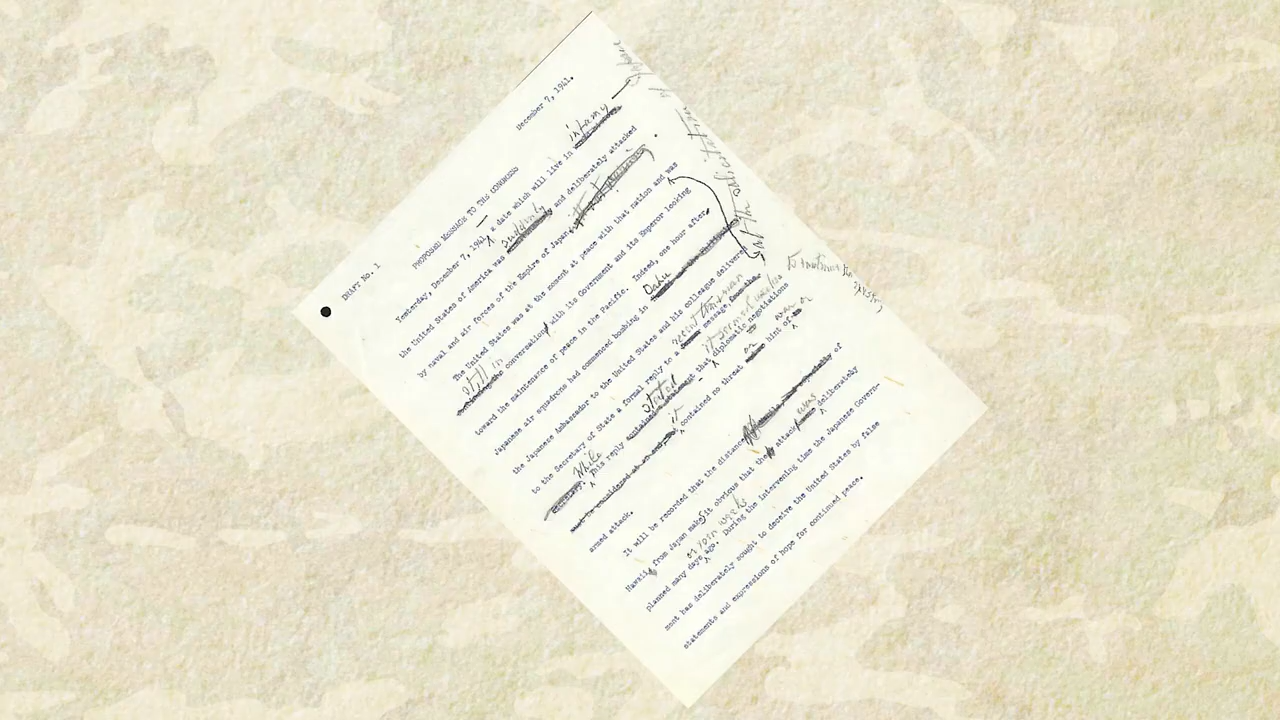 DRAFT No. 1
December 7, 1941.
PROPOSED MESSAGE TO THE CONGRESS
infamy
Yesterday, December 7, 1941, a date which will live in
suddenly
the United States of America was and deliberately attacked
by naval and air forces of the Empire of Japan
The United States was at the moment at peace with that nation and was
still in
conversation with its Government and its Emperor looking
toward the maintenance of peace in the Pacific. Indeed, one hour after
Oahu
Japanese air squadrons had commenced bombing in
the Japanese Ambassador to the United States and his colleague delivered
to the Secretary of State a formal reply to a message
While stated it seemed
this reply that diplomatic negotiations
it or war or
contained no threat hint of
armed attack.
It will be recorded that the distance of
was
Hawaii, from Japan makes it obvious that the attack deliberately
or even weeks
planned many days ago. During the intervening time the Japanese Govern-
ment has deliberately sought to deceive the United States by false
statements and expressions of hope for continued peace.